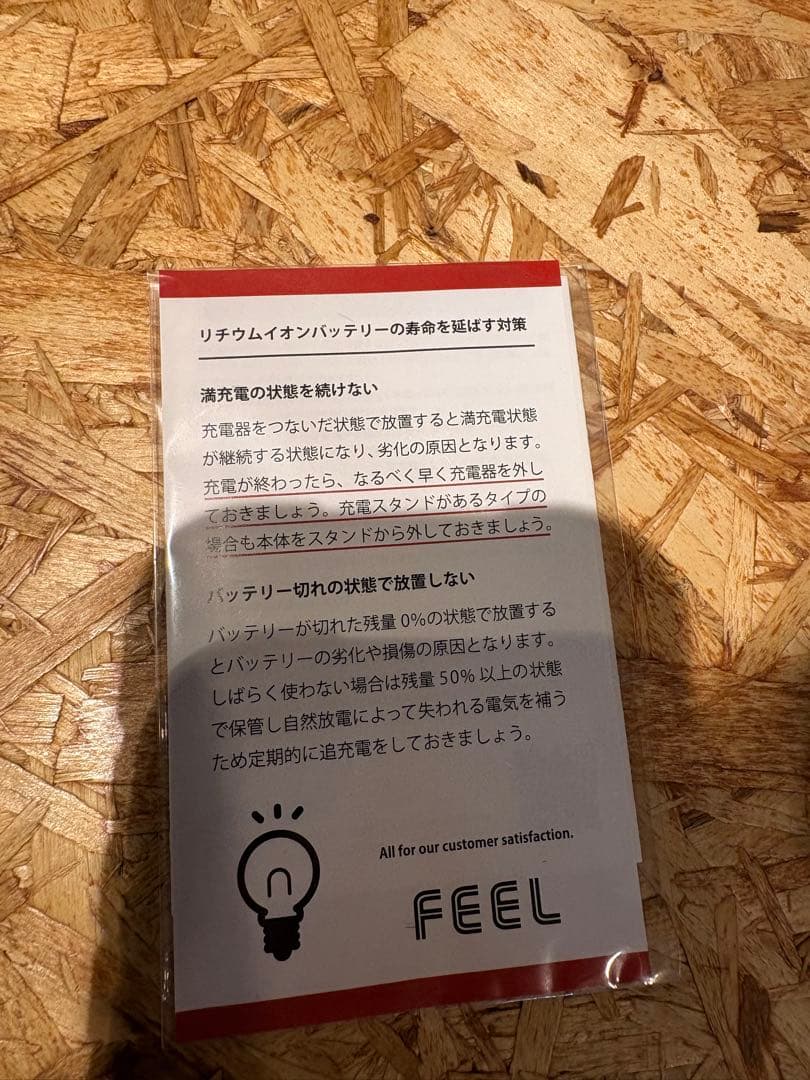 リチウムイオンバッテリーの寿命を延ばす対策
満充電の状態を続けない
充電器をつないだ状態で放置すると満充電状態
が継続する状態になり、劣化の原因となります。
充電が終わったら、なるべく早く充電器を外し
ておきましょう。充電スタンドがあるタイプの
場合も本体をスタンドから外しておきましょう。
バッテリー切れの状態で放置しない
バッテリーが切れた残量 0%の状態で放置する
とバッテリーの劣化や損傷の原因となります。
しばらく使わない場合は残量 50% 以上の状態
で保管し自然放電によって失われる電気を補う
ため定期的に追充電をしておきましょう。
All for our customer satisfaction.
FEEL